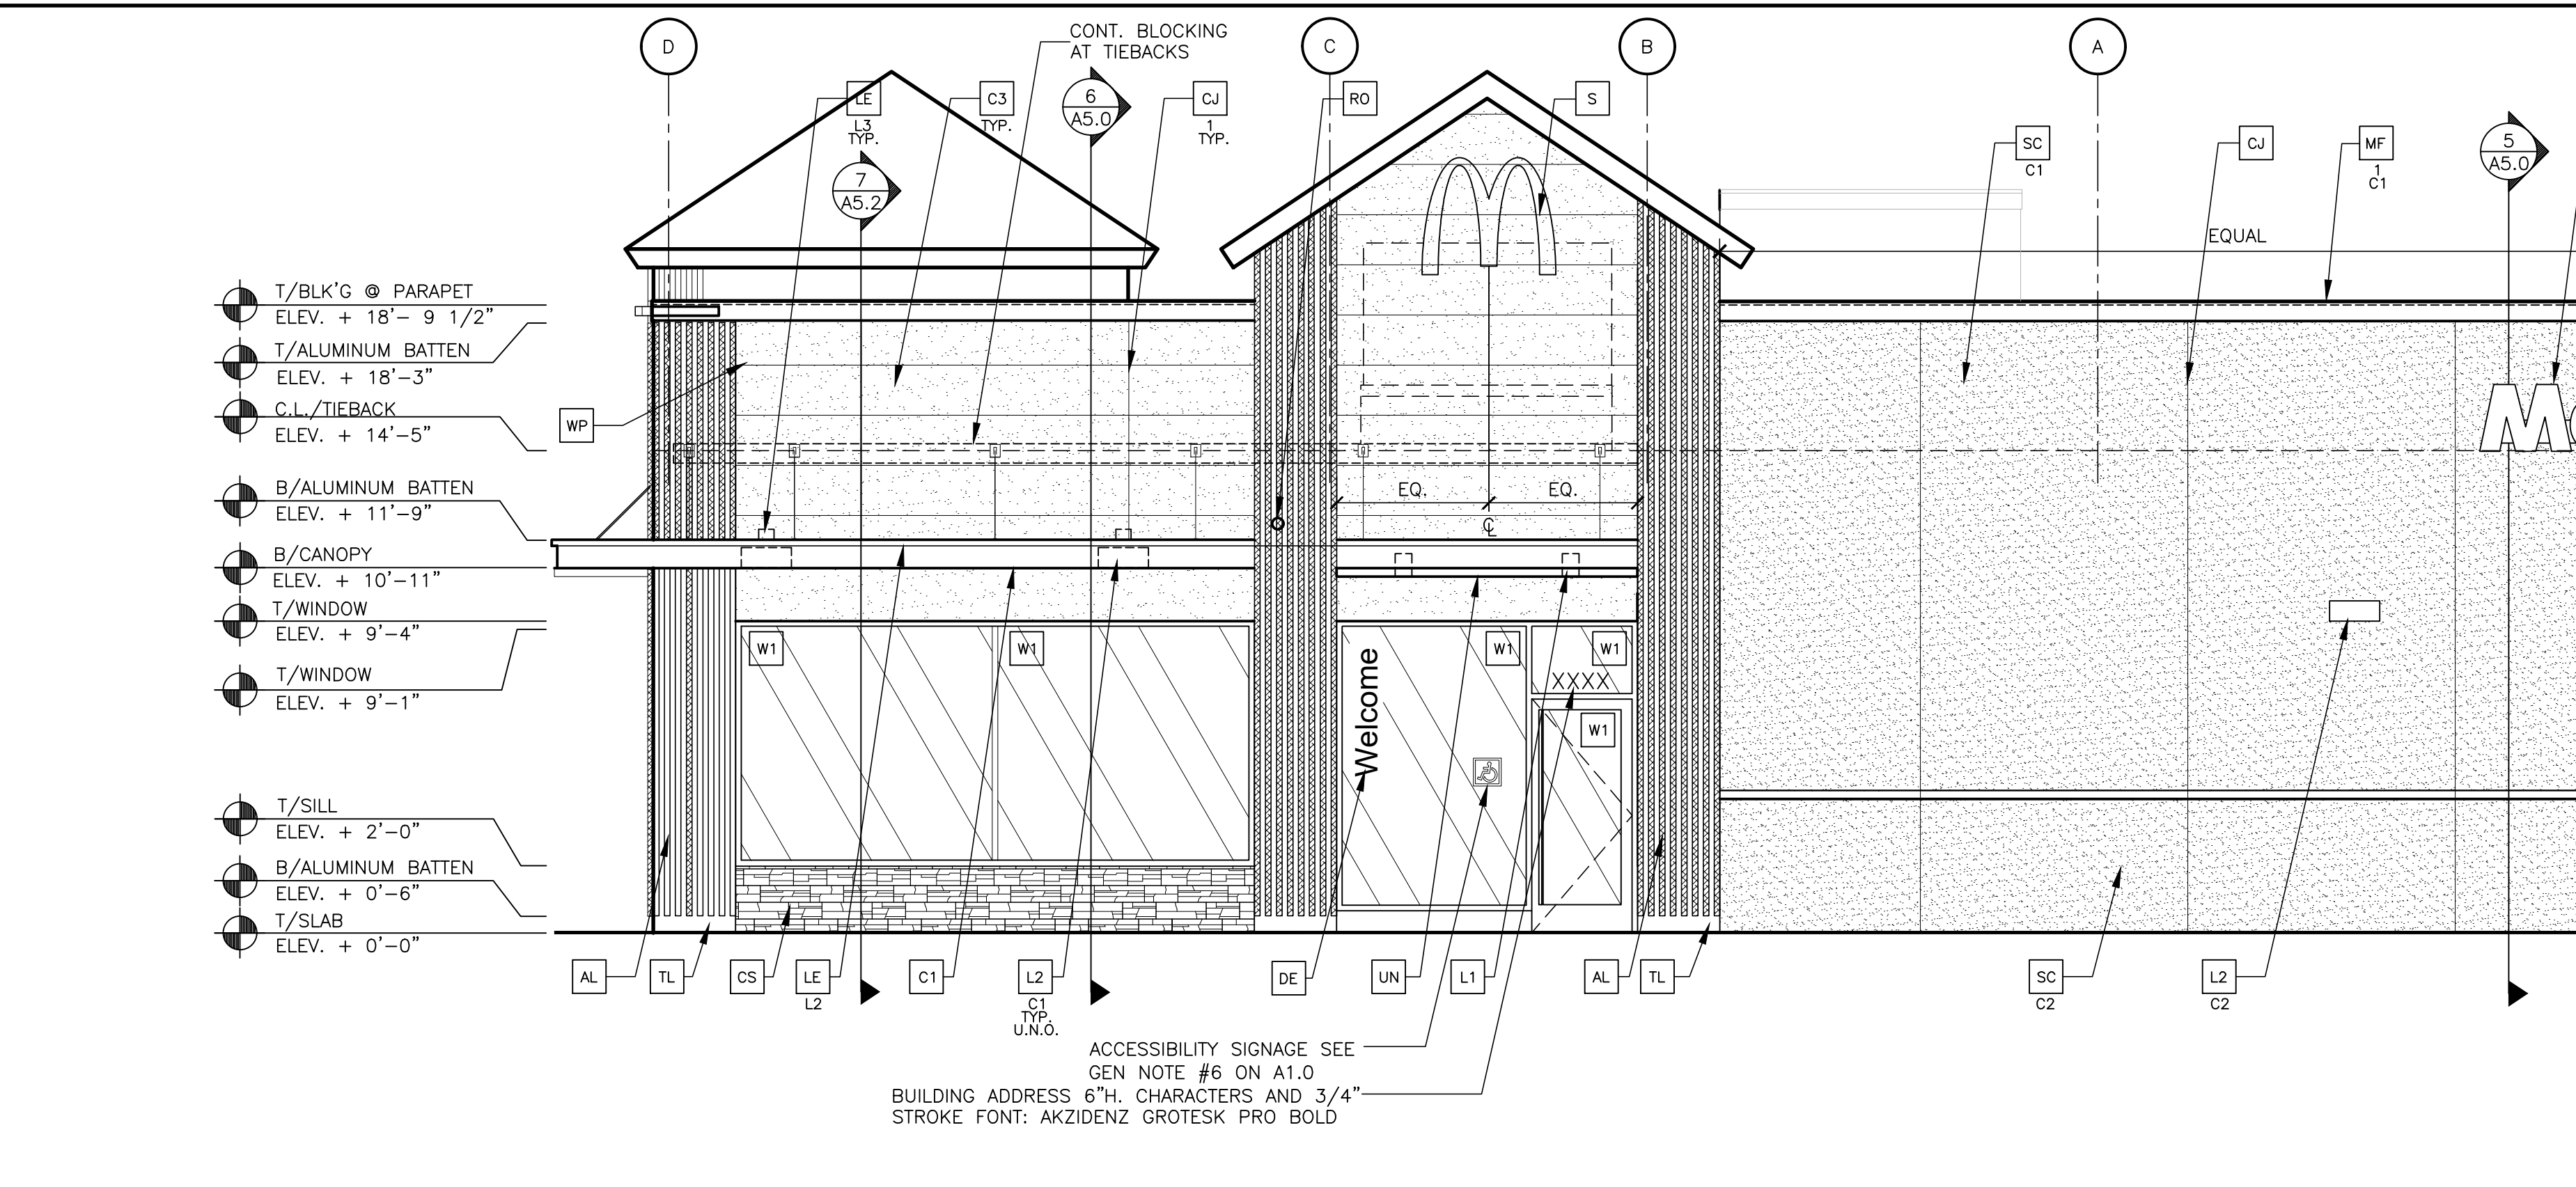 D
CONT. BLOCKING
AT TIEBACKS
C
B
A
LE
L3
TYP.
C3
TYP.
6
A5.0
CJ
1
TYP.
RO
S
SC
C1
CJ
MF
1
C1
5
A5.0
7
A5.2
EQUAL
T/BLK'G @ PARAPET
ELEV. + 18'- 9 1/2"
T/ALUMINUM BATTEN
ELEV. + 18'-3"
C.L./TIEBACK
ELEV. + 14'-5"
WP
EQ.
EQ.
CL
B/ALUMINUM BATTEN
ELEV. + 11'-9"
B/CANOPY
ELEV. + 10'-11"
T/WINDOW
ELEV. + 9'-4"
T/WINDOW
ELEV. + 9'-1"
W1
W1
W1
W1
Welcome
XXXX
W1
T/SILL
ELEV. + 2'-0"
B/ALUMINUM BATTEN
ELEV. + 0'-6"
T/SLAB
ELEV. + 0'-0"
AL
TL
CS
LE
L2
C1
L2
C1
TYP.
U.N.O.
DE
UN
L1
AL
TL
SC
C2
L2
C2
ACCESSIBILITY SIGNAGE SEE
GEN NOTE #6 ON A1.0
BUILDING ADDRESS 6"H. CHARACTERS AND 3/4"
STROKE FONT: AKZIDENZ GROTESK PRO BOLD